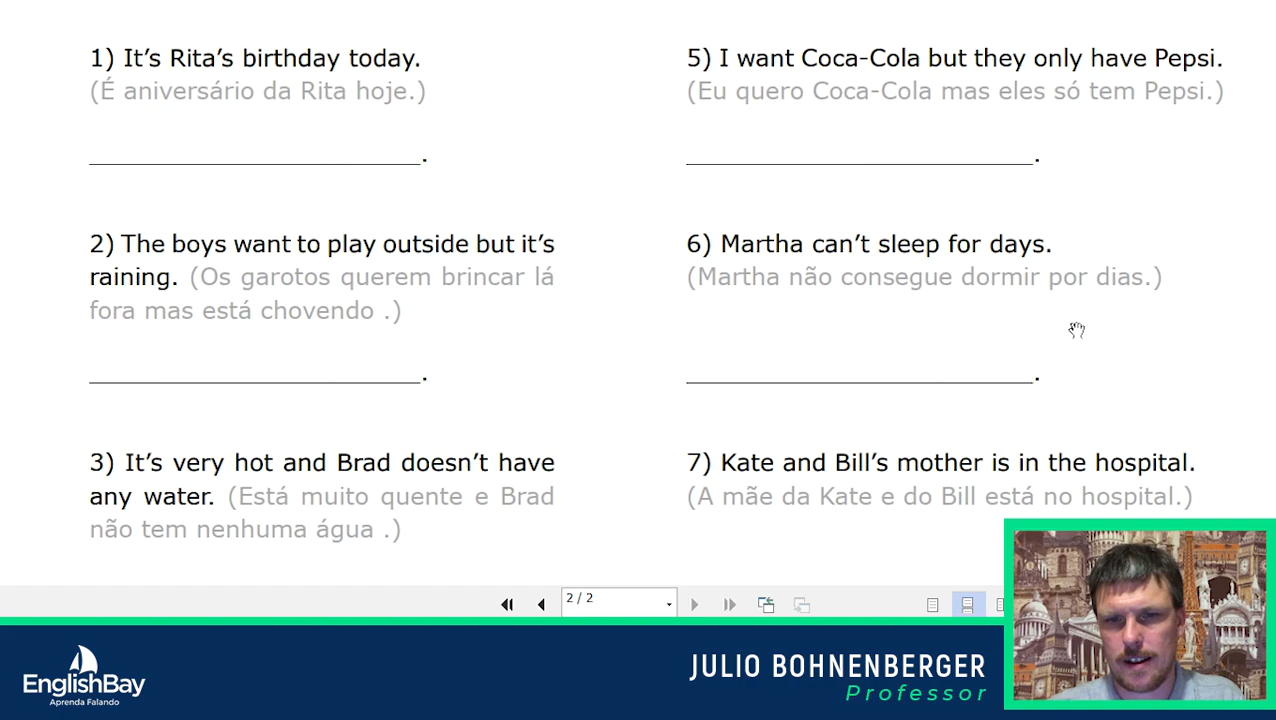 1) It's Rita's birthday today.
(É aniversário da Rita hoje.)
____________________.
2) The boys want to play outside but it's
raining. (Os garotos querem brincar lá
fora mas está chovendo .)
____________________.
3) It's very hot and Brad doesn't have
any water. (Está muito quente e Brad
não tem nenhuma água .)
5) I want Coca-Cola but they only have Pepsi.
(Eu quero Coca-Cola mas eles só tem Pepsi.)
____________________.
6) Martha can't sleep for days.
(Martha não consegue dormir por dias.)
____________________.
7) Kate and Bill's mother is in the hospital.
(A mãe da Kate e do Bill está no hospital.)
2 / 2
EnglishBay
Aprenda Falando
JULIO BOHNENBERGER
Professor